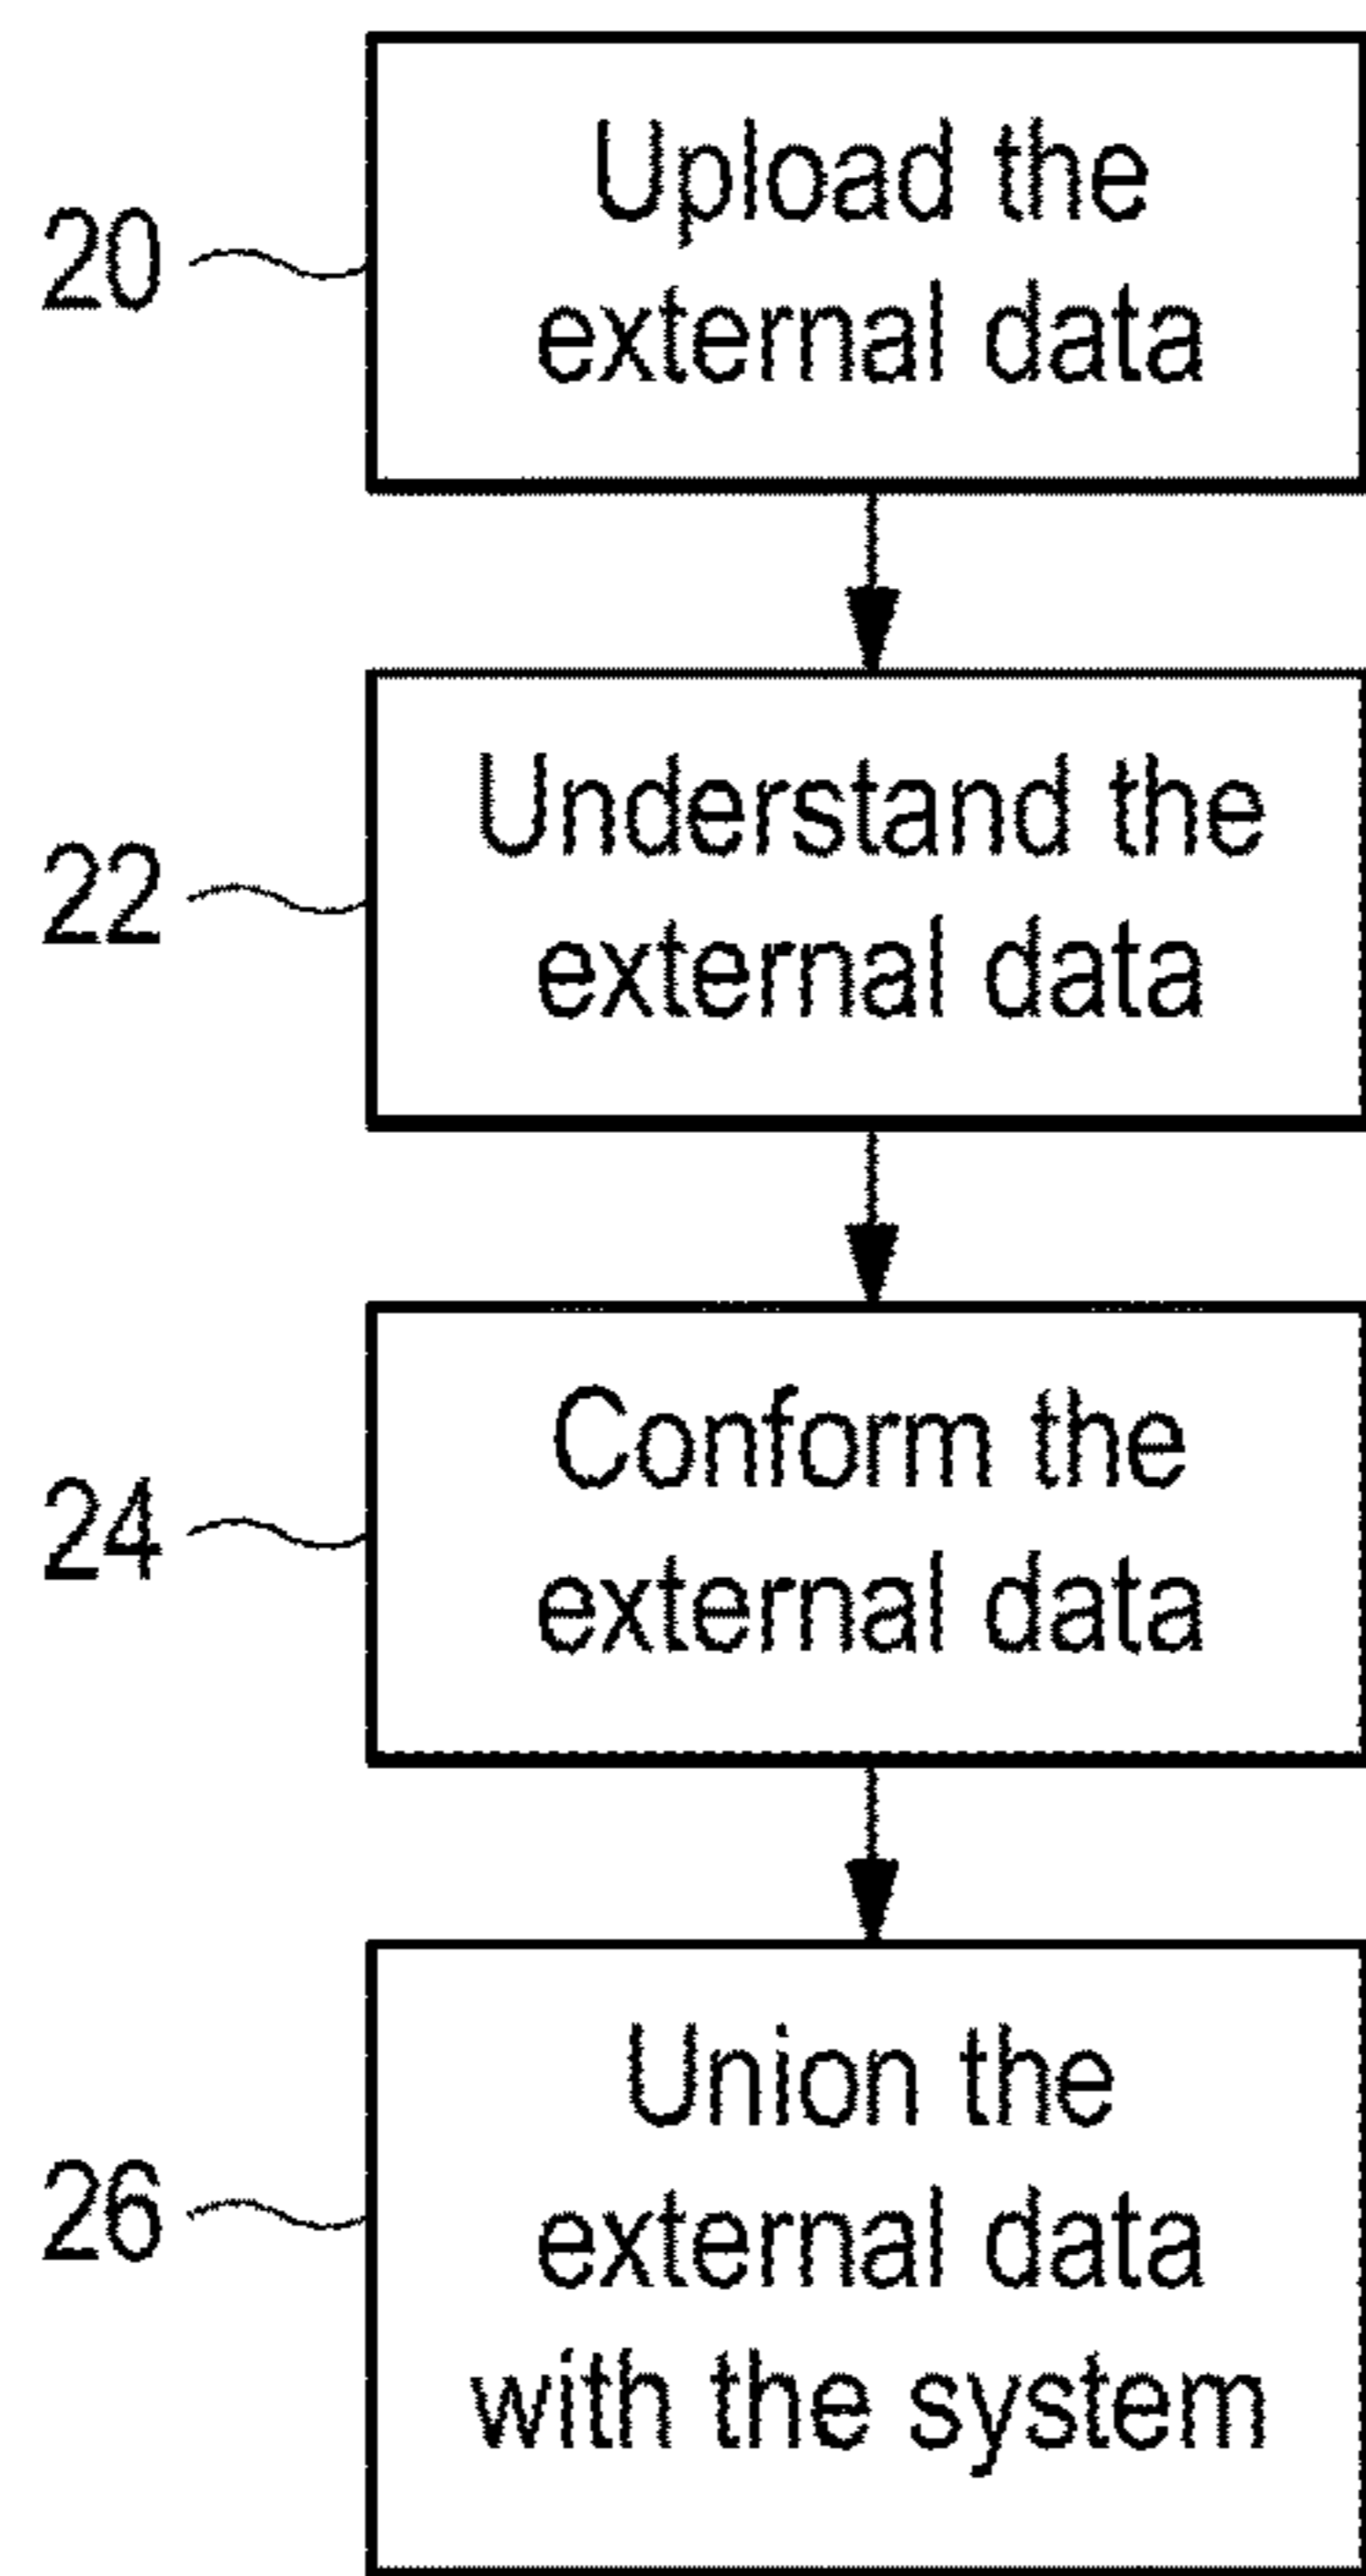 20
Upload the
external data
22
Understand the
external data
24
Conform the
external data
26
Union the
external data
with the system